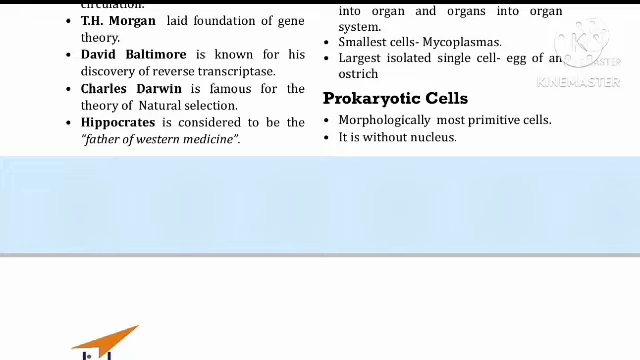 circulation.
• T.H. Morgan laid foundation of gene
theory.
• David Baltimore is known for his
discovery of reverse transcriptase.
• Charles Darwin is famous for the
theory of Natural selection.
• Hippocrates is considered to be the
"father of western medicine".
into organ and organs into organ
system.
• Smallest cells- Mycoplasmas.
• Largest isolated single cell- egg of an
ostrich
Prokaryotic Cells
• Morphologically most primitive cells.
• It is without nucleus.
KINEMASTER